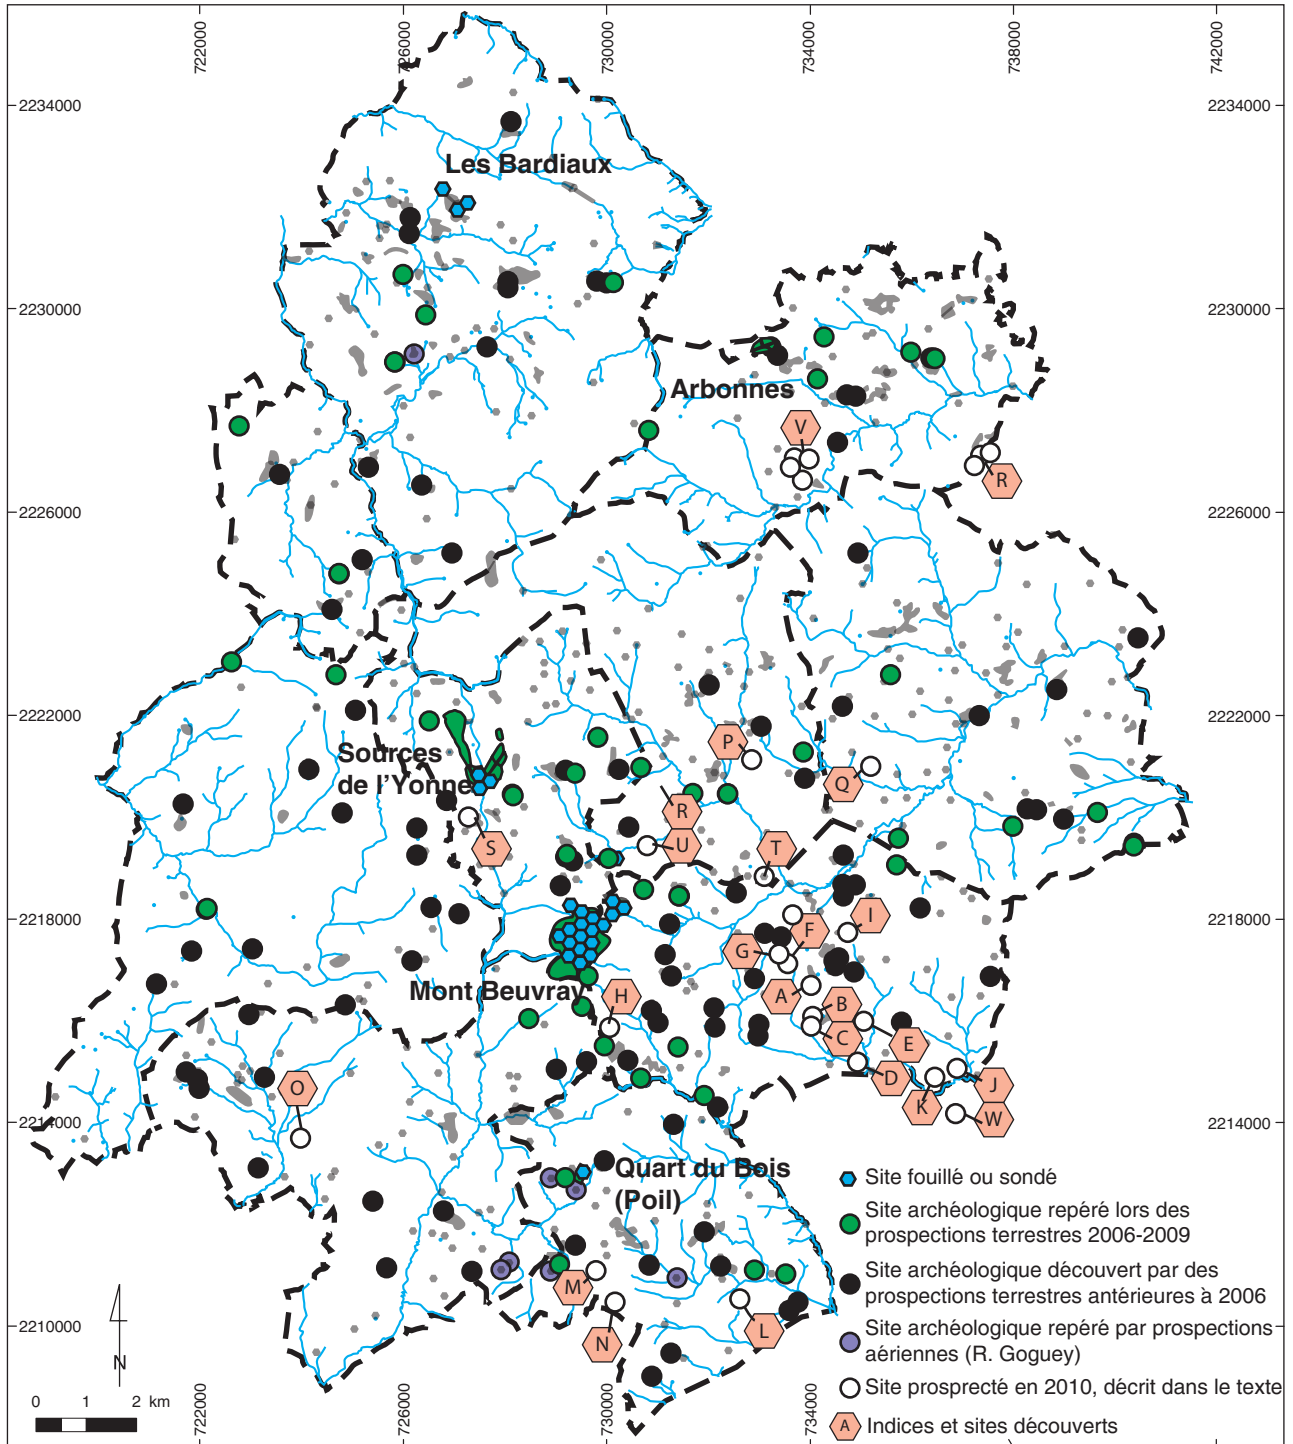 722000
726000
730000
734000
738000
742000
2234000
2234000
Les Bardiaux
2230000
2230000
Arbonnes
V
R
2226000
2226000
2222000
2222000
P
Sources
de l'Yonne
Q
R
S
U
T
2218000
2218000
I
F
G
Mont Beuvray
H
A
B
C
E
D
O
J
K
W
2214000
2214000
Quart du Bois
(Poil)
Site fouillé ou sondé
Site archéologique repéré lors des
prospections terrestres 2006-2009
Site archéologique découvert par des
prospections terrestres antérieures à 2006
M
2210000
L
N
Site archéologique repéré par prospections
aériennes (R. Goguey)
Site prosprecté en 2010, décrit dans le texte
A
Indices et sites découverts
N
0 1 2 km
722000
726000
730000
734000